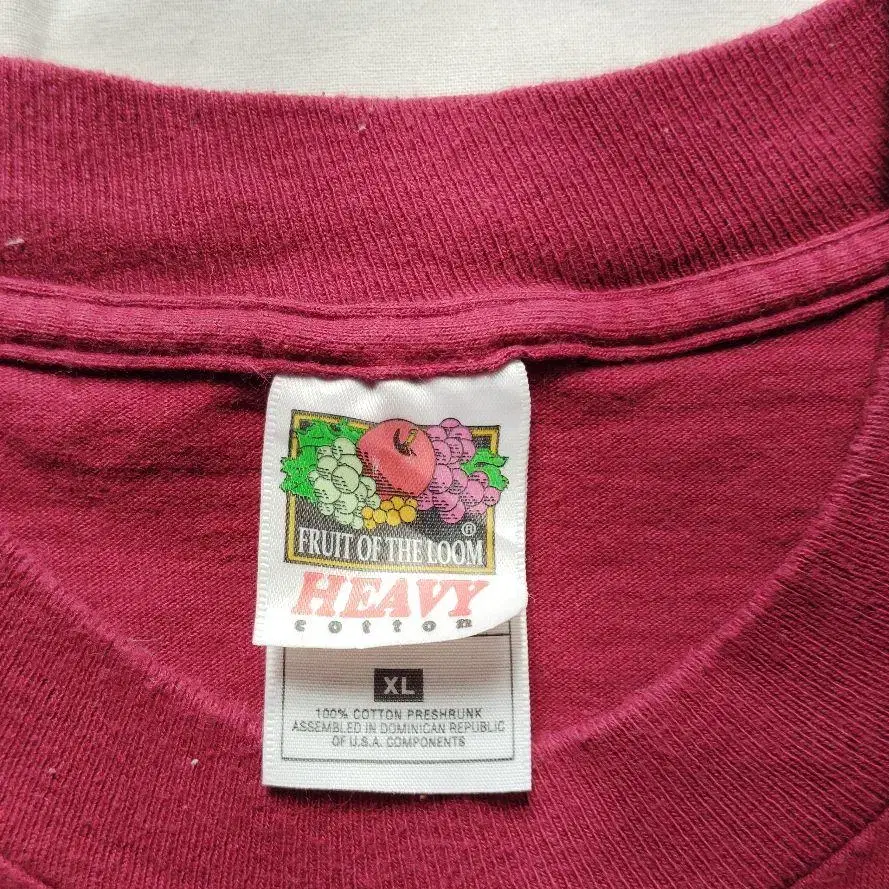 ®
FRUIT OF THE LOOM
HEAVY
cotton
XL
100% COTTON PRESHRUNK
ASSEMBLED IN DOMINICAN REPUBLIC
OF U.S.A. COMPONENTS